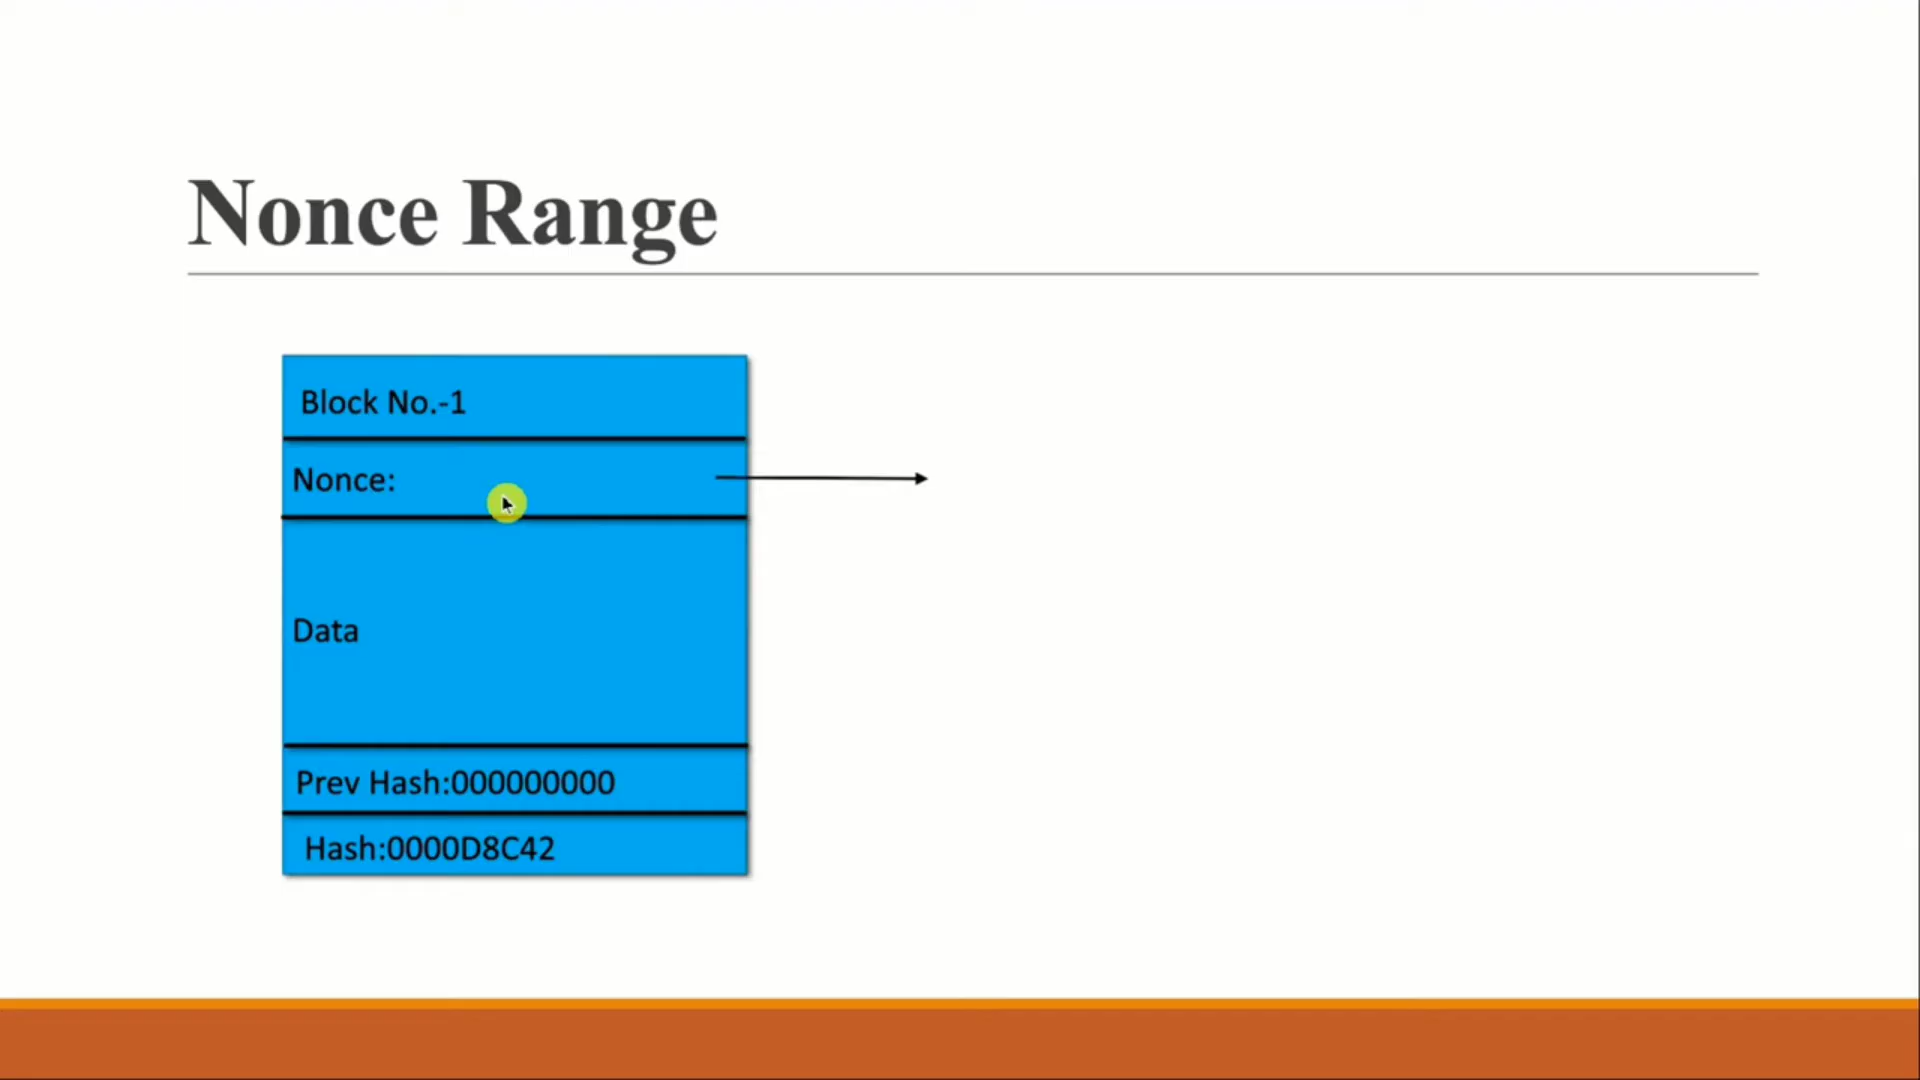 Nonce Range
Block No.-1
Nonce:
Data
Prev Hash:000000000
Hash:0000D8C42